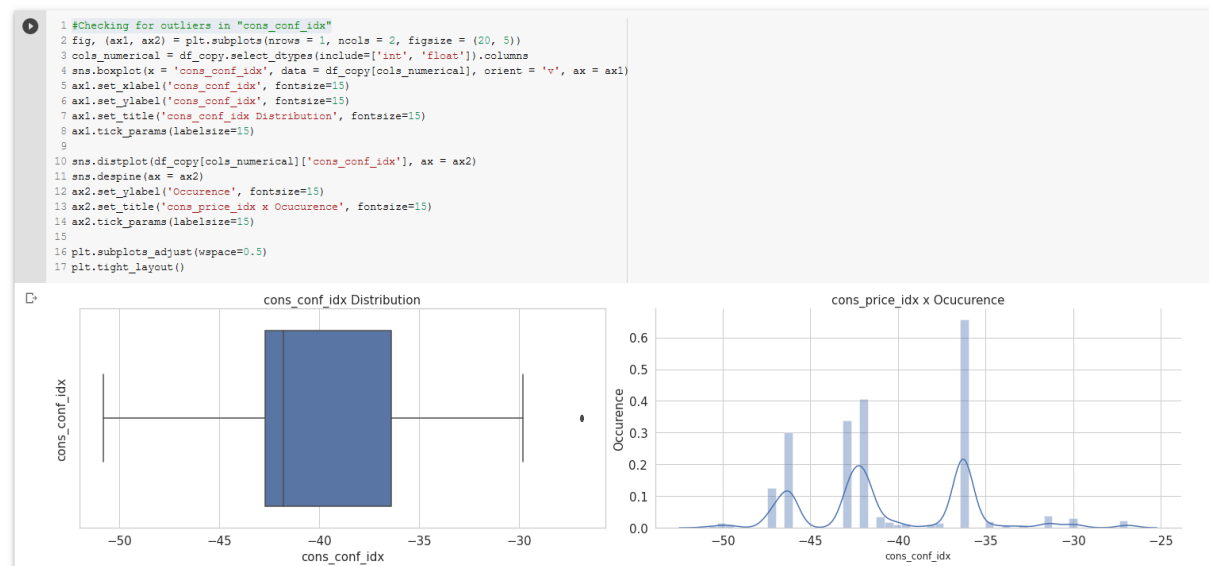 1 #Checking for outliers in "cons_conf_idx"
2 fig, (ax1, ax2) = plt.subplots(nrows = 1, ncols = 2, figsize = (20, 5))
3 cols_numerical = df_copy.select_dtypes(include=['int', 'float']).columns
4 sns.boxplot(x = 'cons_conf_idx', data = df_copy[cols_numerical], orient = 'v', ax = ax1)
5 ax1.set_xlabel('cons_conf_idx', fontsize=15)
6 ax1.set_ylabel('cons_conf_idx', fontsize=15)
7 ax1.set_title('cons_conf_idx Distribution', fontsize=15)
8 ax1.tick_params(labelsize=15)
9
10 sns.distplot(df_copy[cols_numerical]['cons_conf_idx'], ax = ax2)
11 sns.despine(ax = ax2)
12 ax2.set_ylabel('Occurence', fontsize=15)
13 ax2.set_title('cons_price_idx x Ocucurence', fontsize=15)
14 ax2.tick_params(labelsize=15)
15
16 plt.subplots_adjust(wspace=0.5)
17 plt.tight_layout()
cons_conf_idx Distribution
cons_conf_idx
−50 −45 −40 −35 −30
cons_conf_idx
cons_price_idx x Ocucurence
Occurence
0.6
0.5
0.4
0.3
0.2
0.1
0.0
−50 −45 −40 −35 −30 −25
cons_conf_idx